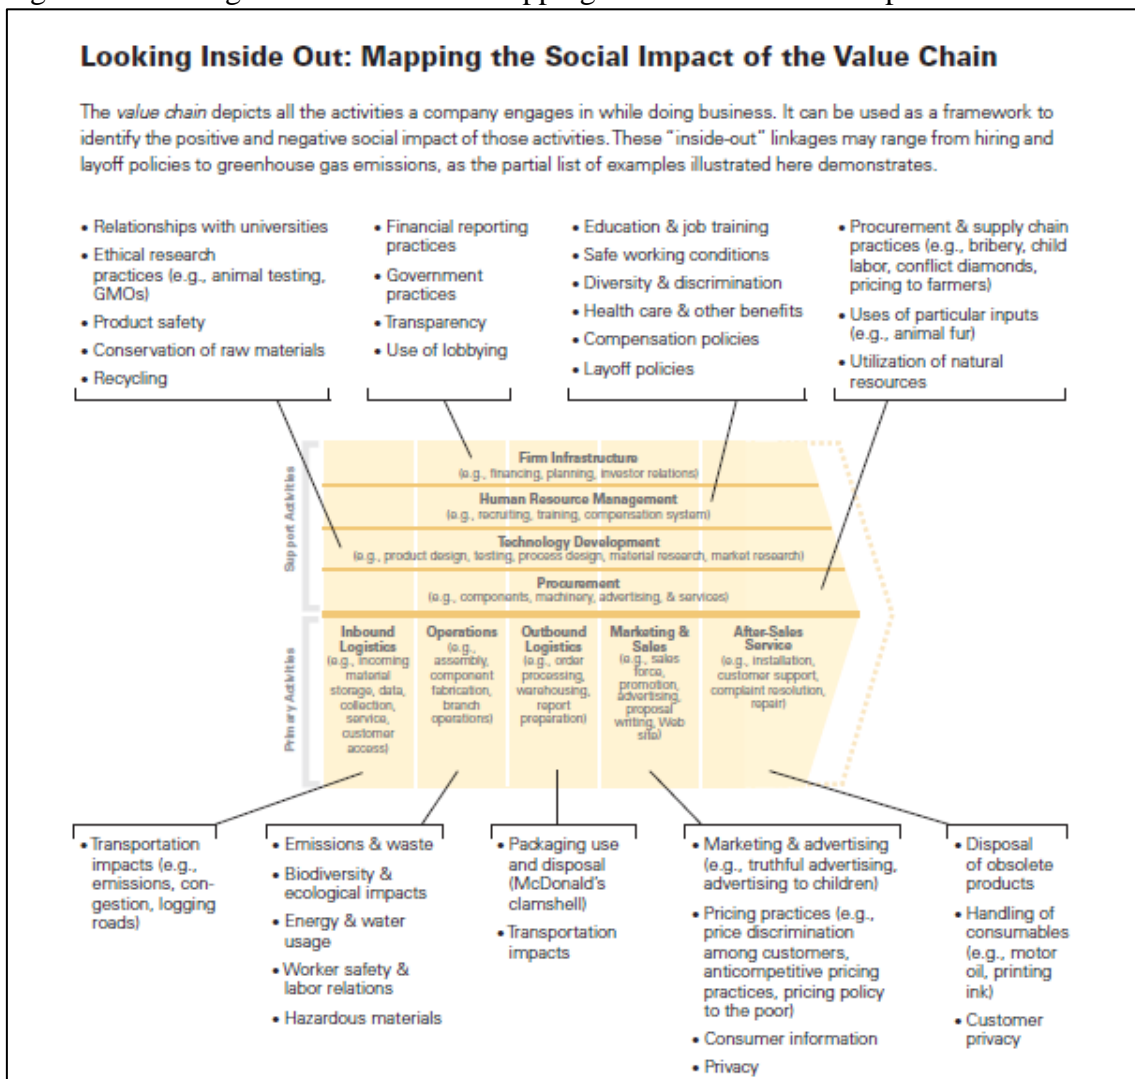 Looking Inside Out: Mapping the Social Impact of the Value Chain
The value chain depicts all the activities a company engages in while doing business. It can be used as a framework to
identify the positive and negative social impact of those activities. These “inside-out” linkages may range from hiring and
layoff policies to greenhouse gas emissions, as the partial list of examples illustrated here demonstrates.
• Relationships with universities
• Ethical research
practices (e.g., animal testing,
GMOs)
• Product safety
• Conservation of raw materials
• Recycling
• Financial reporting
practices
• Government
practices
• Transparency
• Use of lobbying
• Education & job training
• Safe working conditions
• Diversity & discrimination
• Health care & other benefits
• Compensation policies
• Layoff policies
• Procurement & supply chain
practices (e.g., bribery, child
labor, conflict diamonds,
pricing to farmers)
• Uses of particular inputs
(e.g., animal fur)
• Utilization of natural
resources
Support Activities
Firm Infrastructure
(e.g., financing, planning, investor relations)
Human Resource Management
(e.g., recruiting, training, compensation system)
Technology Development
(e.g., product design, testing, process design, material research, market research)
Procurement
(e.g., components, machinery, advertising, & services)
Primary Activities
Inbound
Logistics
(e.g., incoming
material
storage, data,
collection,
service,
customer
access)
Operations
(e.g.,
assembly,
component
fabrication,
branch
operations)
Outbound
Logistics
(e.g., order
processing,
warehousing,
report
preparation)
Marketing &
Sales
(e.g., sales
force,
promotion,
advertising,
proposal
writing, Web
site)
After-Sales
Service
(e.g., installation,
customer support,
complaint resolution,
repair)
• Transportation
impacts (e.g.,
emissions, con-
gestion, logging
roads)
• Emissions & waste
• Biodiversity &
ecological impacts
• Energy & water
usage
• Worker safety &
labor relations
• Hazardous materials
• Packaging use
and disposal
(McDonald’s
clamshell)
• Transportation
impacts
• Marketing & advertising
(e.g., truthful advertising,
advertising to children)
• Pricing practices (e.g.,
price discrimination
among customers,
anticompetitive pricing
practices, pricing policy
to the poor)
• Consumer information
• Privacy
• Disposal
of obsolete
products
• Handling of
consumables
(e.g., motor
oil, printing
ink)
• Customer
privacy